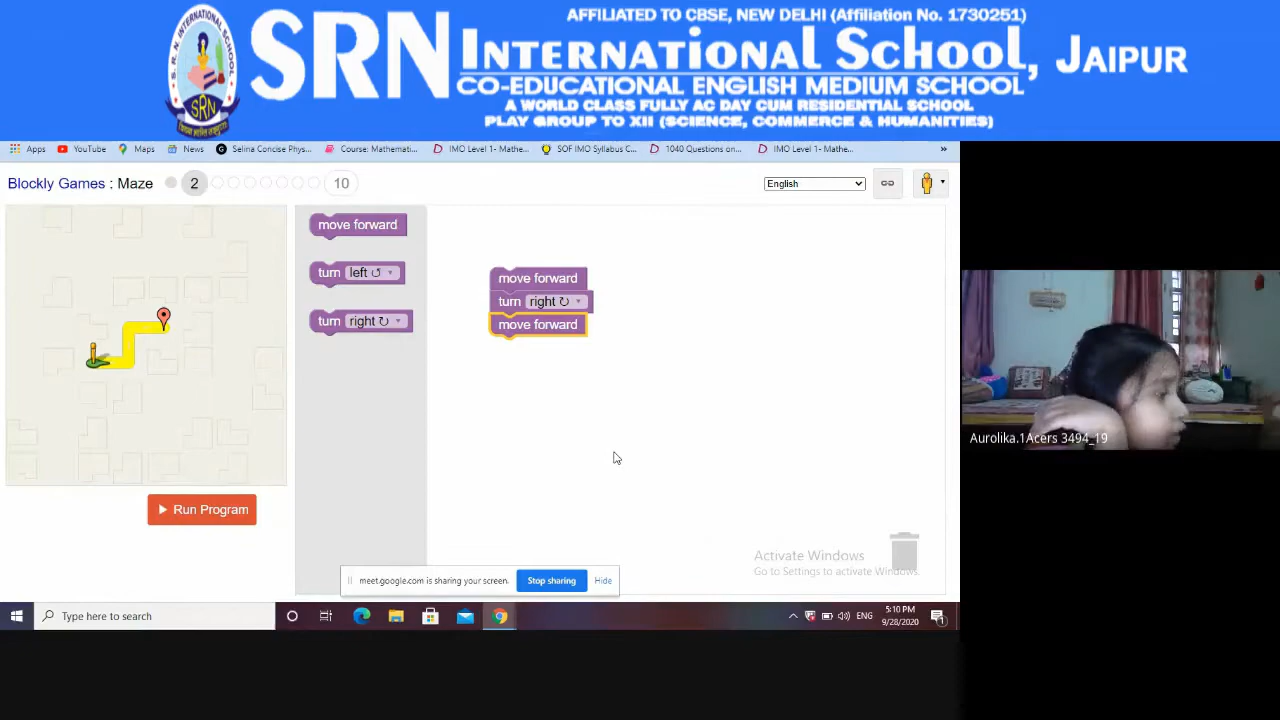 AFFILIATED TO CBSE, NEW DELHI (Affiliation No. 1730251)
SRN INTERNATIONAL SCHOOL, JAIPUR
CO-EDUCATIONAL ENGLISH MEDIUM SCHOOL
A WORLD CLASS FULLY AC DAY CUM RESIDENTIAL SCHOOL
PLAY GROUP TO XII (SCIENCE, COMMERCE & HUMANITIES)
S. R. N. INTERNATIONAL SCHOOL
SRN
Apps YouTube Maps News Selina Concise Phys... Course: Mathemati... IMO Level 1- Mathe... SOF IMO Syllabus C... 1040 Questions on... IMO Level 1- Mathe... »
Blockly Games : Maze 2 10 English
move forward
turn left ↺
turn right ↻
move forward
turn right ↻
move forward
Run Program
Aurolika.1Acers 3494_19
Activate Windows
Go to Settings to activate Windows.
meet.google.com is sharing your screen. Stop sharing Hide
Type here to search
ENG
5:10 PM
9/28/2020
1